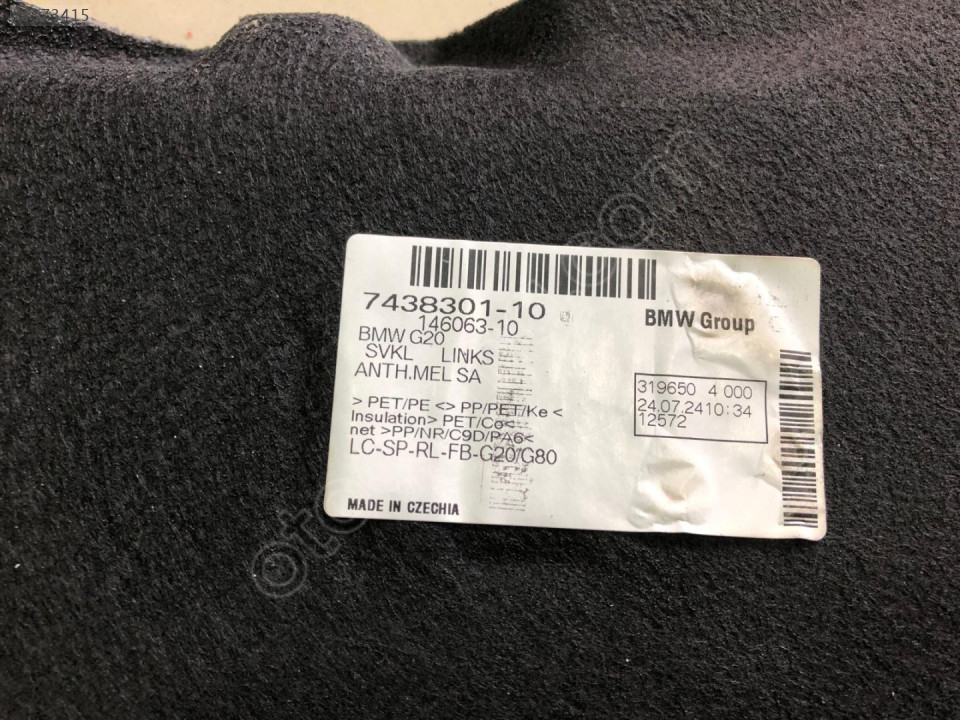 73415
7438301-10
146063-10
BMW Group
BMW G20
SVKL LINKS
ANTH.MEL SA
319650 4 000
24.07.2410:34
12572
> PET/PE <> PP/PET/Ke <
Insulation> PET/Co<
net >PP/NR/C9D/PA6<
LC-SP-RL-FB-G20/G80
MADE IN CZECHIA